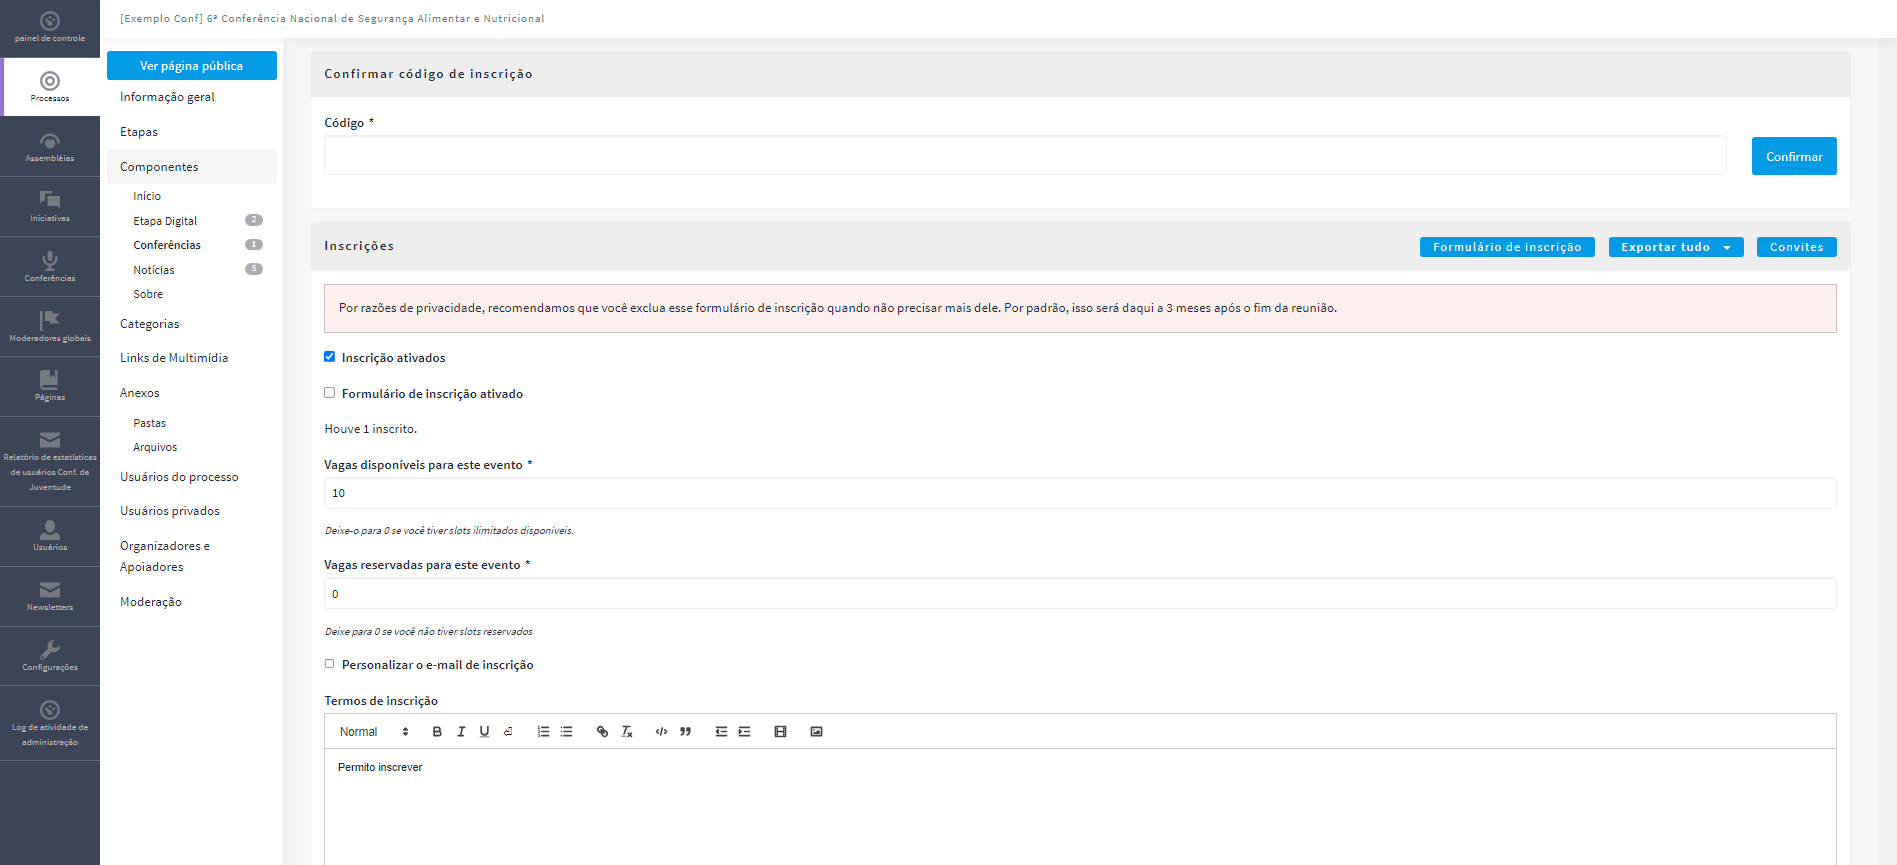 painel de controle
Processos
Assembléias
Iniciativas
Conferências
Moderadores globais
Páginas
Relatório de estatísticas
de usuários Conf. da
Juventude
Usuários
Newsletters
Configurações
Log de atividade de
administração
[Exemplo Conf] 6ª Conferência Nacional de Segurança Alimentar e Nutricional
Ver página pública
Informação geral
Etapas
Componentes
Início
Etapa Digital 2
Conferências 1
Notícias 5
Sobre
Categorias
Links de Multimídia
Anexos
Pastas
Arquivos
Usuários do processo
Usuários privados
Organizadores e
Apoiadores
Moderação
Confirmar código de inscrição
Código *
Confirmar
Inscrições
Formulário de inscrição
Exportar tudo
Convites
Por razões de privacidade, recomendamos que você exclua esse formulário de inscrição quando não precisar mais dele. Por padrão, isso será daqui a 3 meses após o fim da reunião.
Inscrição ativados
Formulário de inscrição ativado
Houve 1 inscrito.
Vagas disponíveis para este evento *
10
Deixe-o para 0 se você tiver slots ilimitados disponíveis.
Vagas reservadas para este evento *
0
Deixe para 0 se você não tiver slots reservados
Personalizar o e-mail de inscrição
Termos de inscrição
Normal
Permito inscrever